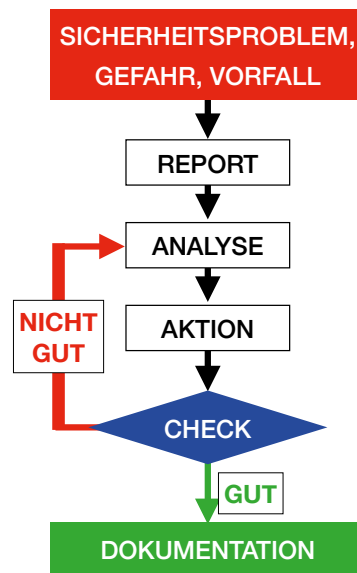 SICHERHEITSPROBLEM,
GEFAHR, VORFALL
REPORT
ANALYSE
NICHT
GUT
AKTION
CHECK
GUT
DOKUMENTATION